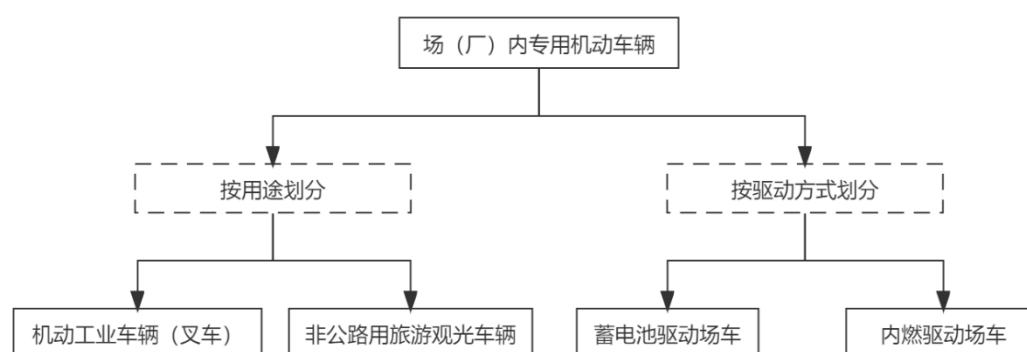 场（厂）内专用机动车辆
按用途划分
按驱动方式划分
机动工业车辆（叉车）
非公路用旅游观光车辆
蓄电池驱动场车
内燃驱动场车